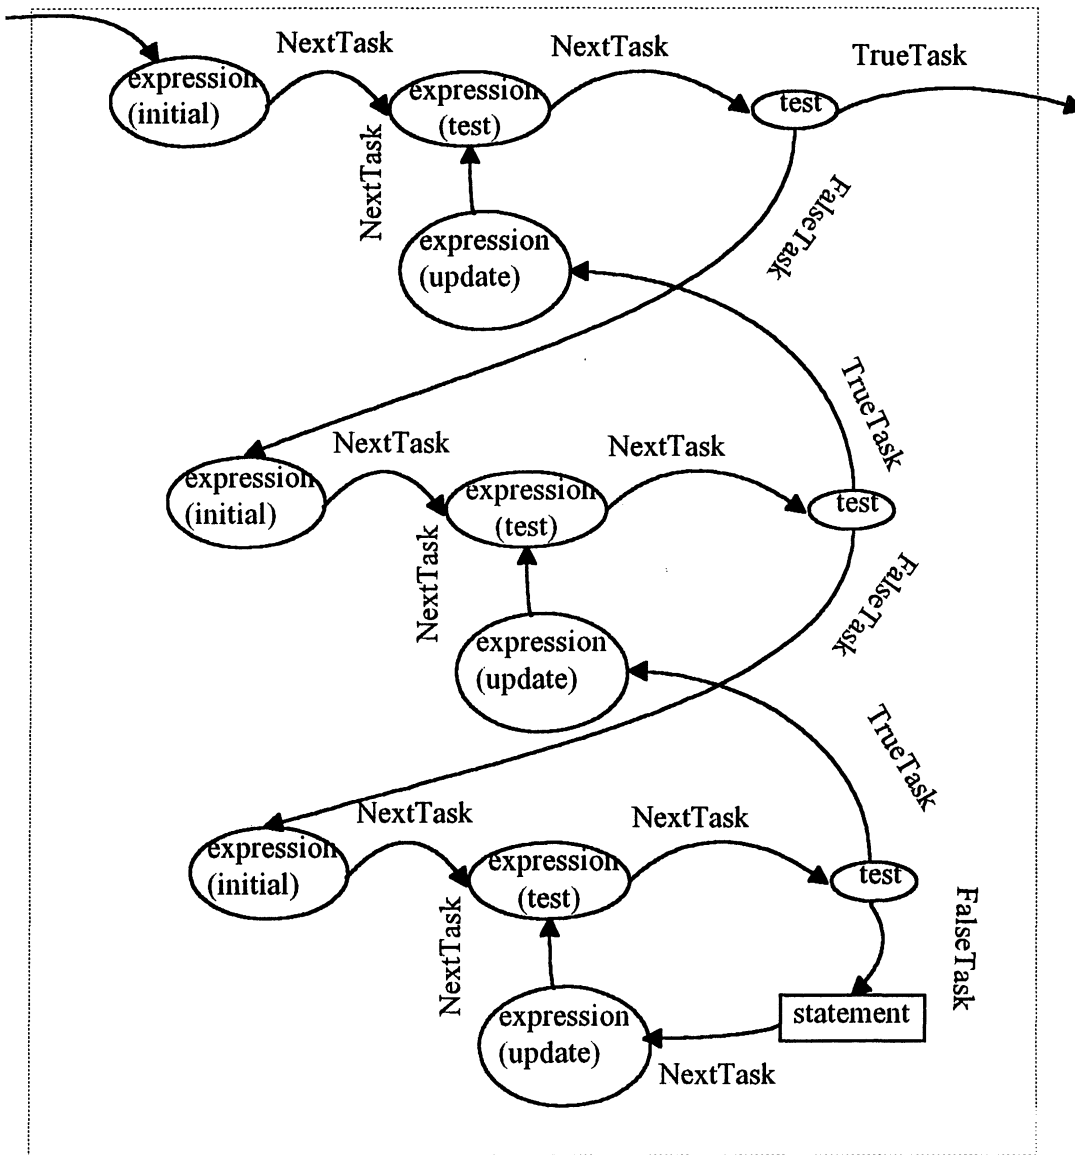 NextTask
NextTask
TrueTask
expression
(initial)
expression
(test)
test
NextTask
FalseTask
expression
(update)
TrueTask
NextTask
NextTask
expression
(initial)
expression
(test)
test
NextTask
FalseTask
expression
(update)
TrueTask
NextTask
NextTask
expression
(initial)
expression
(test)
test
NextTask
FalseTask
expression
(update)
statement
NextTask